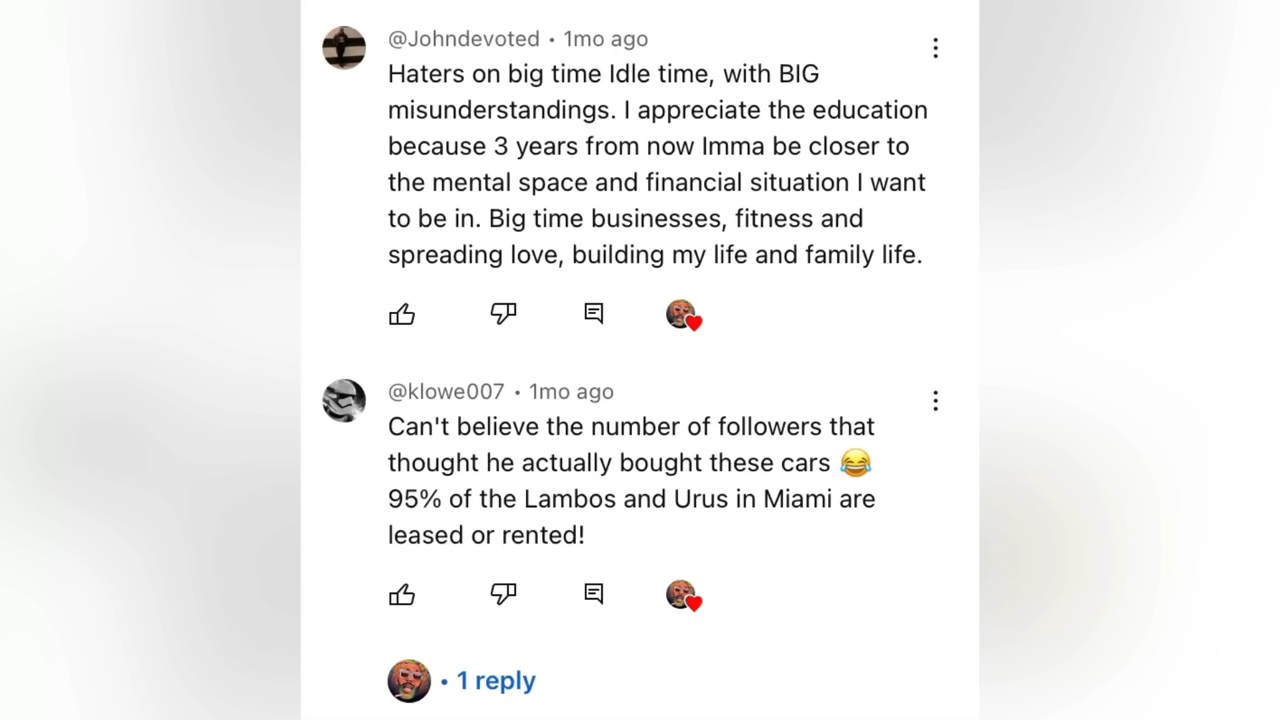 @Johndevoted • 1mo ago
Haters on big time Idle time, with BIG
misunderstandings. I appreciate the education
because 3 years from now Imma be closer to
the mental space and financial situation I want
to be in. Big time businesses, fitness and
spreading love, building my life and family life.
@klowe007 • 1mo ago
Can't believe the number of followers that
thought he actually bought these cars 😂
95% of the Lambos and Urus in Miami are
leased or rented!
• 1 reply